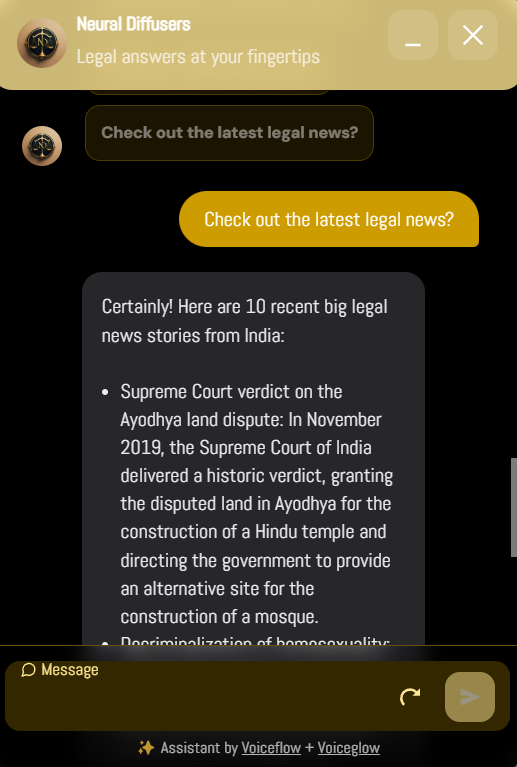 Neural Diffusers
Legal answers at your fingertips
Check out the latest legal news?
Check out the latest legal news?
Certainly! Here are 10 recent big legal
news stories from India:
• Supreme Court verdict on the
Ayodhya land dispute: In November
2019, the Supreme Court of India
delivered a historic verdict, granting
the disputed land in Ayodhya for the
construction of a Hindu temple and
directing the government to provide
an alternative site for the
construction of a mosque.
• Decriminalization of homosexuality:
Message
✨ Assistant by Voiceflow + Voiceglow